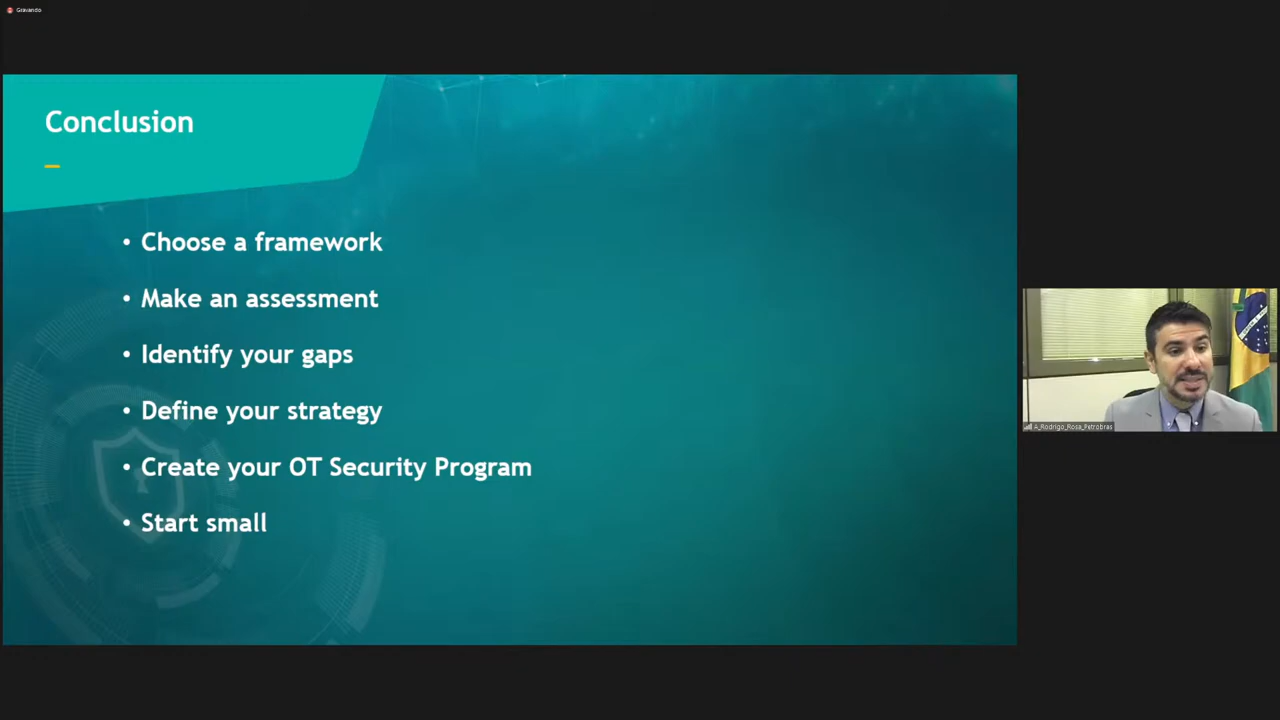 Gravando
Conclusion
• Choose a framework
• Make an assessment
• Identify your gaps
• Define your strategy
• Create your OT Security Program
• Start small
A_Rodrigo_Rosa_Petrobras